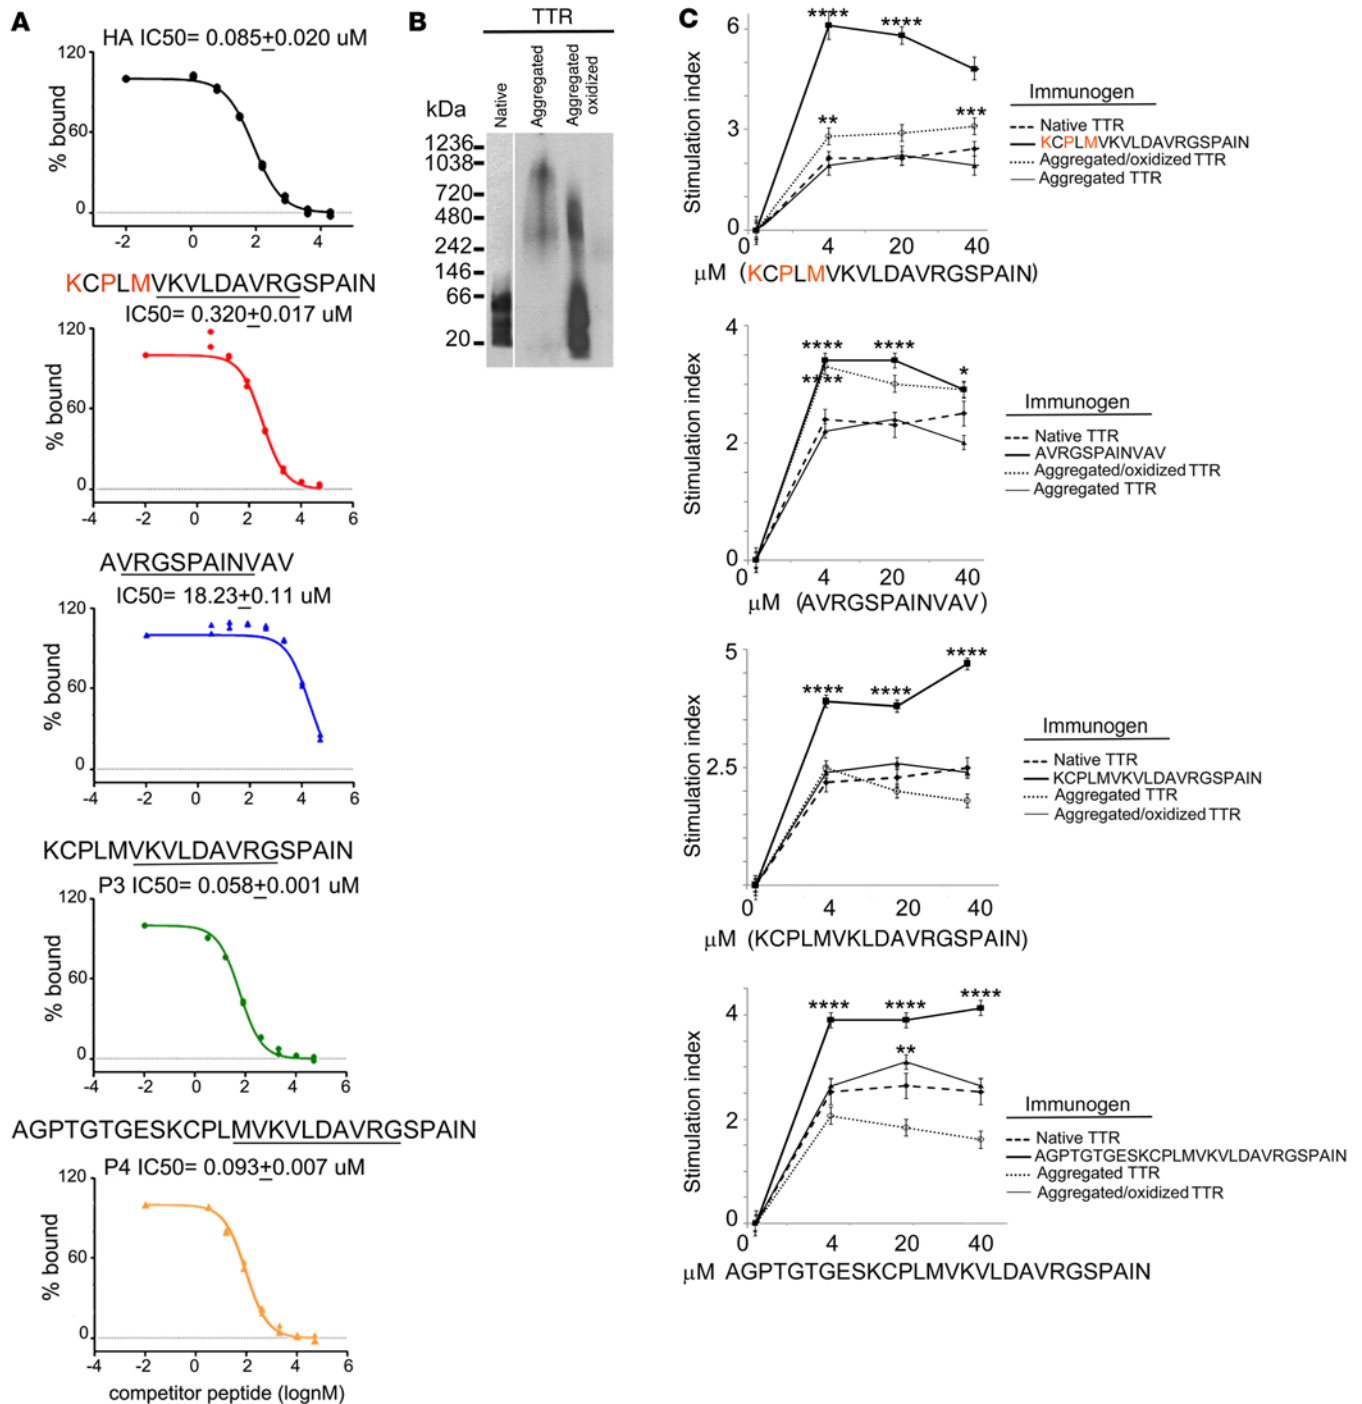 A
HA IC50= 0.085±0.020 uM
120
60
0
% bound
-2 0 2 4
KCPLMVKVLDAVRGSPAIN
IC50= 0.320±0.017 uM
120
60
0
% bound
-4 -2 0 2 4 6
AVRGSPAINVAV
IC50= 18.23±0.11 uM
120
60
0
% bound
-4 -2 0 2 4 6
KCPLMVKVLDAVRGSPAIN
P3 IC50= 0.058±0.001 uM
120
60
0
% bound
-4 -2 0 2 4 6
AGPTGTGESKCPLMVKVLDAVRGSPAIN
P4 IC50= 0.093±0.007 uM
120
60
0
% bound
-4 -2 0 2 4 6
competitor peptide (lognM)
B
TTR
kDa
Native
Aggregated
Aggregated
oxidized
1236
1038
720
480
242
146
66
20
C
6
3
0
Stimulation index
**** ****
** ***
0 4 20 40
µM (KCPLMVKVLDAVRGSPAIN)
Immunogen
Native TTR
KCPLMVKVLDAVRGSPAIN
Aggregated/oxidized TTR
Aggregated TTR
4
2
0
Stimulation index
**** ****
**** *
0 4 20 40
µM (AVRGSPAINVAV)
Immunogen
Native TTR
AVRGSPAINVAV
Aggregated/oxidized TTR
Aggregated TTR
5
2.5
Stimulation index
**** **** ****
0 4 20 40
µM (KCPLMVKLDAVRGSPAIN)
Immunogen
Native TTR
KCPLMVKVLDAVRGSPAIN
Aggregated TTR
Aggregated/oxidized TTR
4
2
0
Stimulation index
**** **** ****
**
0 4 20 40
µM AGPTGTGESKCPLMVKVLDAVRGSPAIN
Immunogen
Native TTR
AGPTGTGESKCPLMVKVLDAVRGSPAIN
Aggregated TTR
Aggregated/oxidized TTR